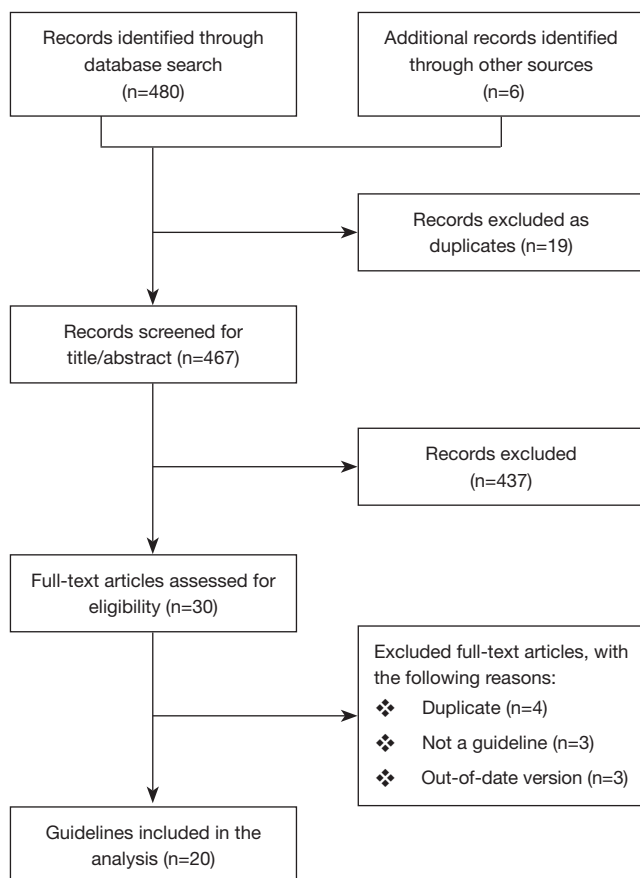 Records identified through
database search
(n=480)
Additional records identified
through other sources
(n=6)
Records excluded as
duplicates (n=19)
Records screened for
title/abstract (n=467)
Records excluded
(n=437)
Full-text articles assessed for
eligibility (n=30)
Excluded full-text articles, with
the following reasons:
❖ Duplicate (n=4)
❖ Not a guideline (n=3)
❖ Out-of-date version (n=3)
Guidelines included in the
analysis (n=20)